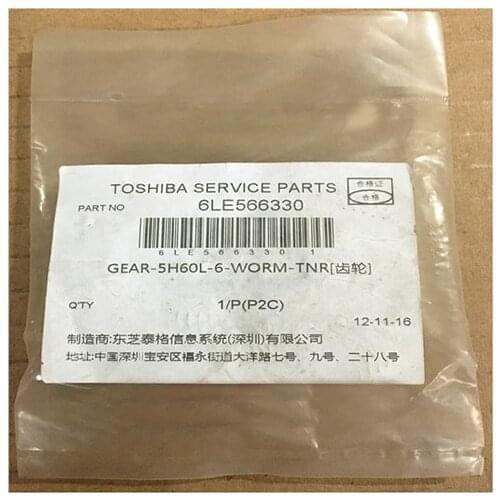 TOSHIBA SERVICE PARTS
合格证
合格
PART NO 6LE566330
6LE5663301
GEAR-5H60L-6-WORM-TNR[齿轮]
Q'TY 1/P(P2C)
12-11-16
制造商:东芝泰格信息系统(深圳)有限公司
地址:中国深圳宝安区福永街道大洋路七号、九号、二十八号